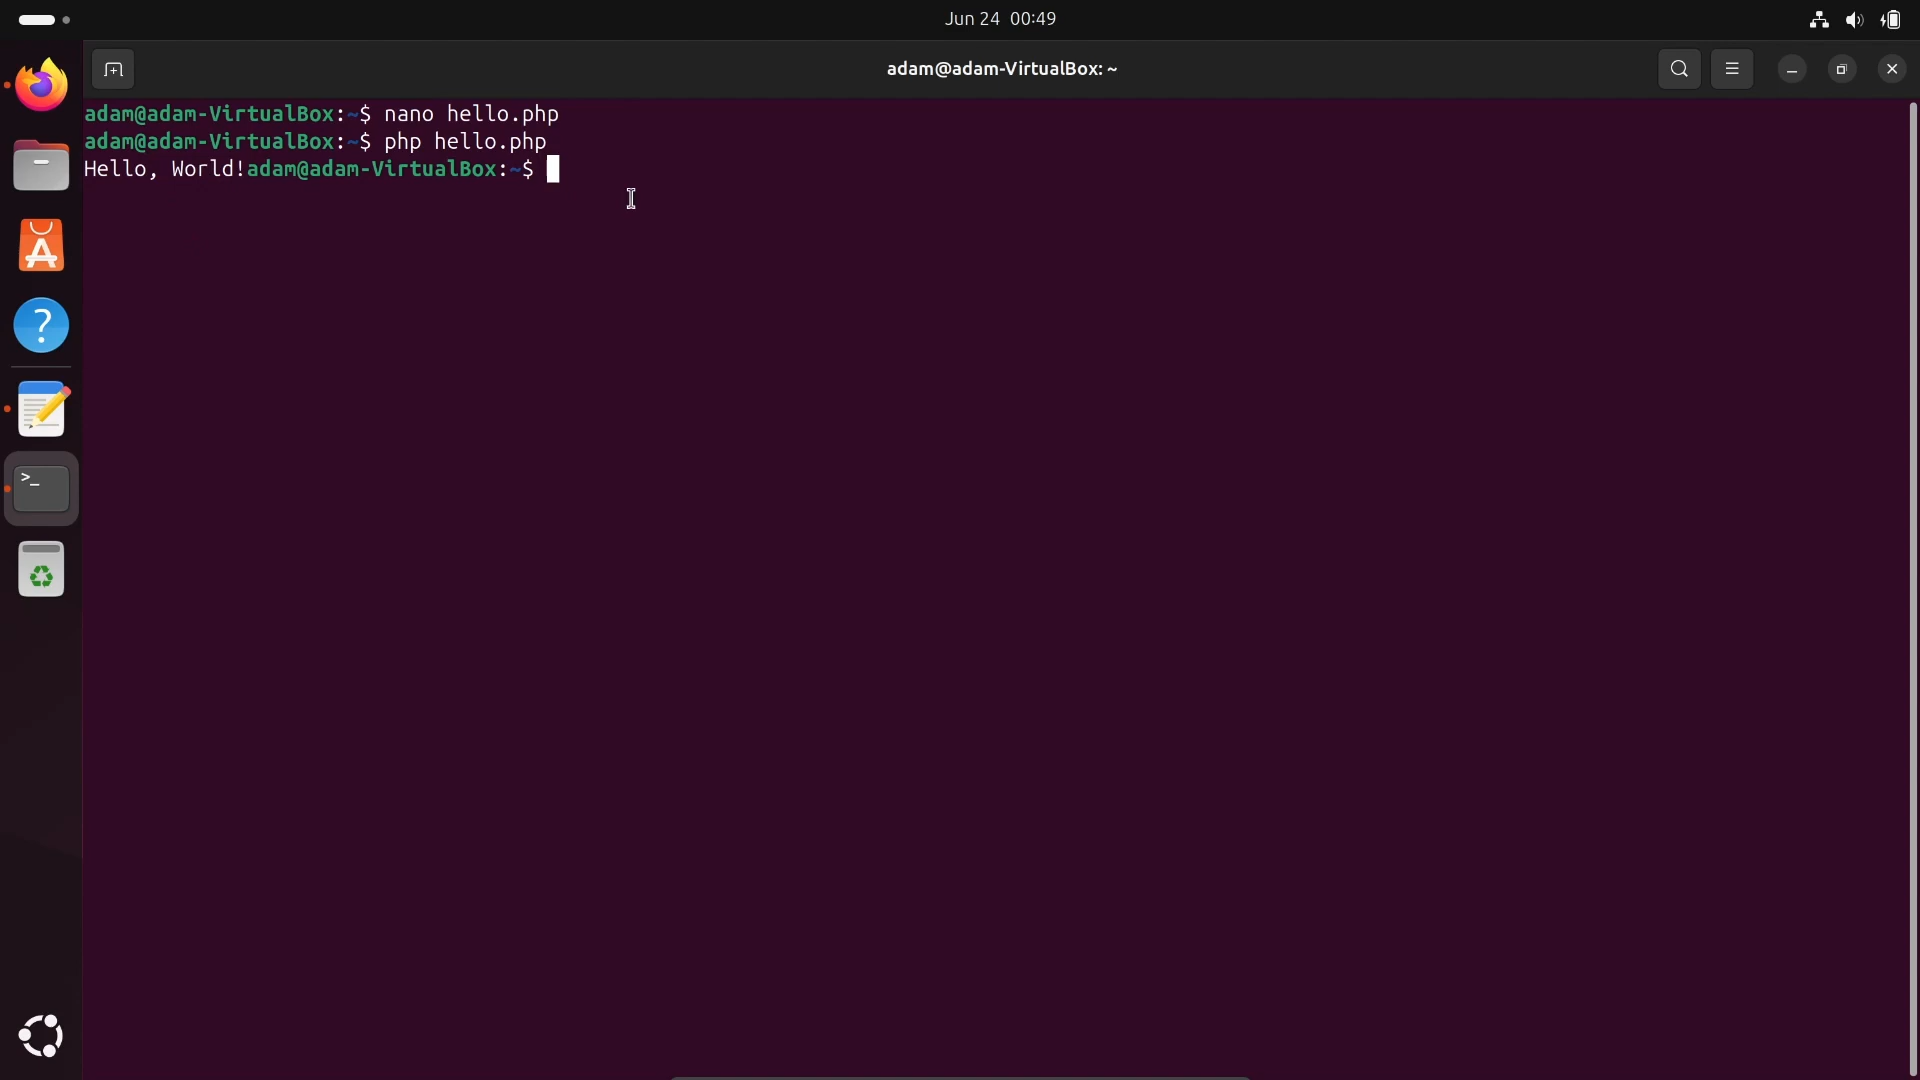 Jun 24 00:49
adam@adam-VirtualBox: ~
adam@adam-VirtualBox:~$ nano hello.php
adam@adam-VirtualBox:~$ php hello.php
Hello, World!adam@adam-VirtualBox:~$